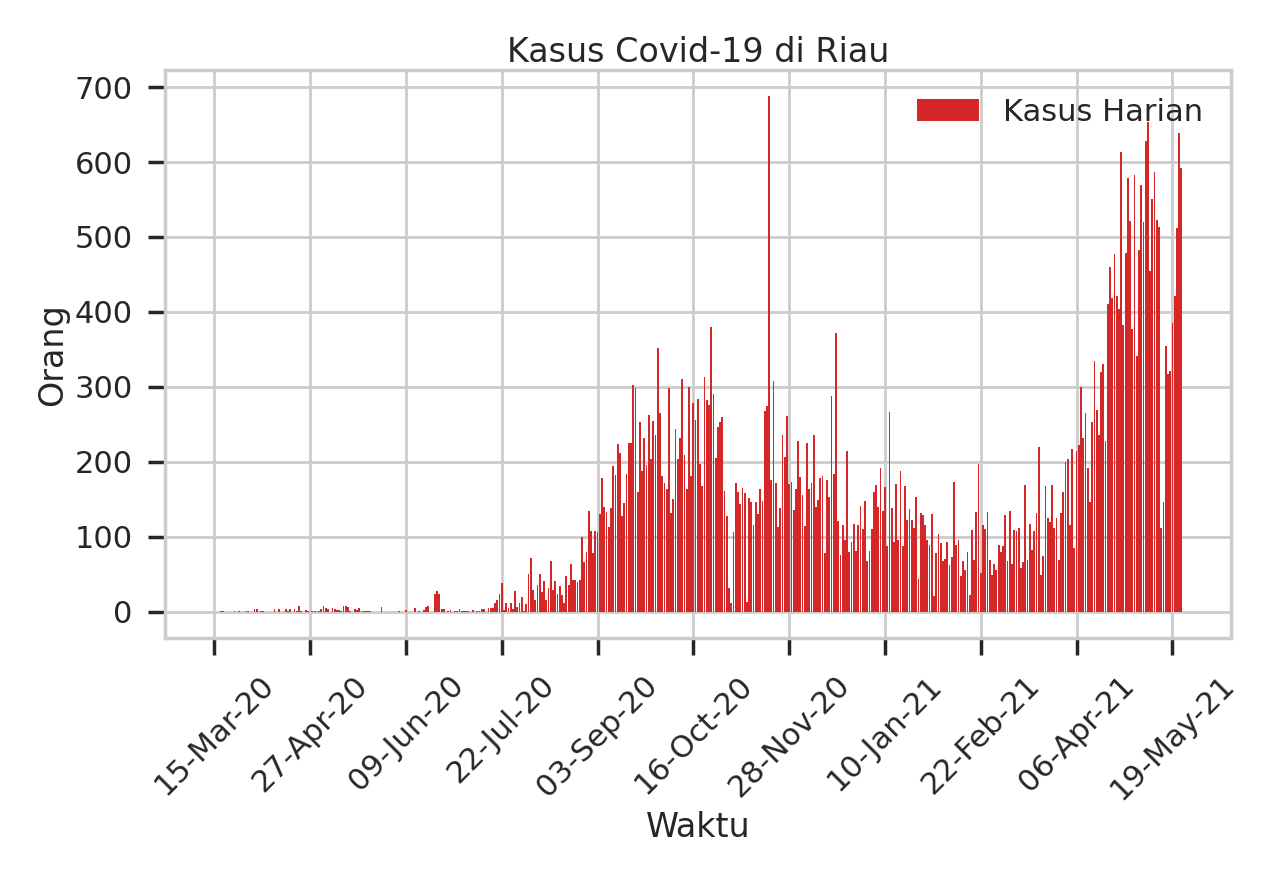 Kasus Covid-19 di Riau
Kasus Harian
700
600
500
400
300
200
100
0
Orang
15-Mar-20
27-Apr-20
09-Jun-20
22-Jul-20
03-Sep-20
16-Oct-20
28-Nov-20
10-Jan-21
22-Feb-21
06-Apr-21
19-May-21
Waktu